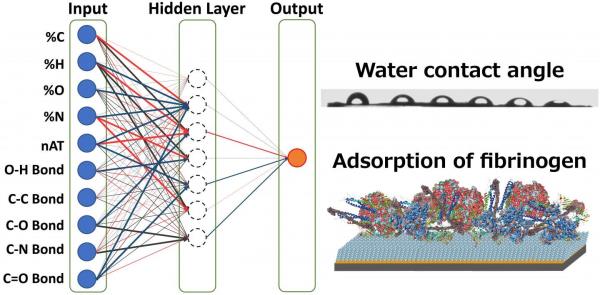 Input
Hidden Layer
Output
%C
%H
%O
%N
nAT
O-H Bond
C-C Bond
C-O Bond
C-N Bond
C=O Bond
Water contact angle
Adsorption of fibrinogen